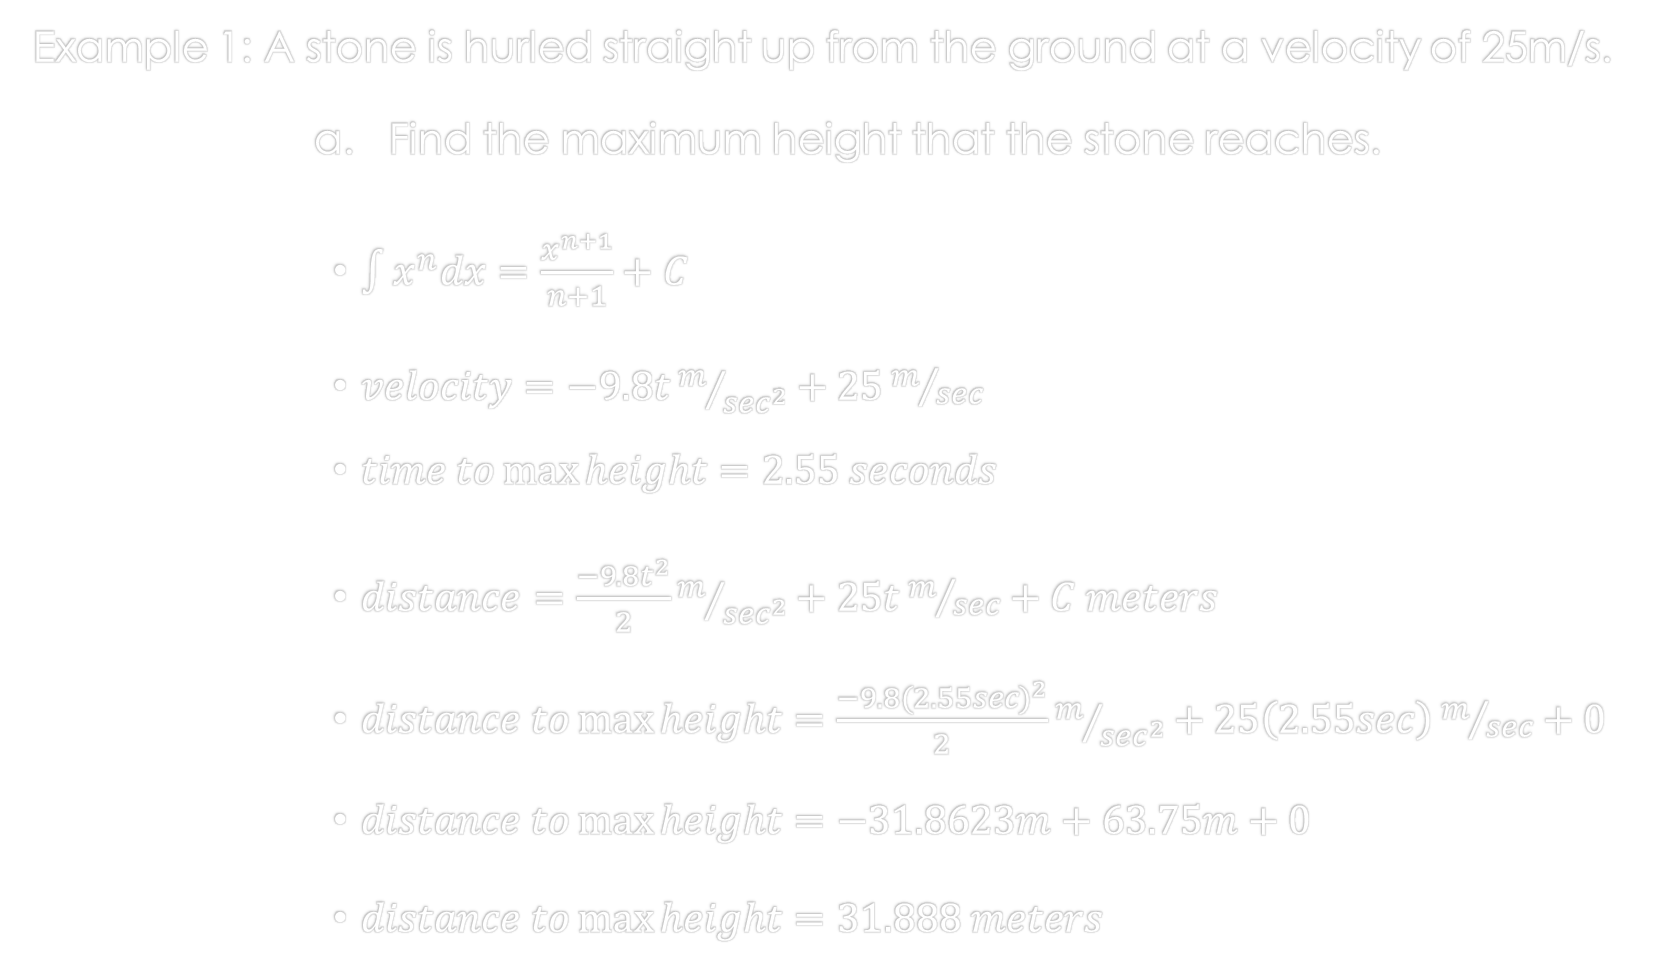 Example 1: A stone is hurled straight up from the ground at a velocity of 25m/s.
a. Find the maximum height that the stone reaches.
• ∫ xⁿ dx = xⁿ⁺¹/n+1 + C
• velocity = −9.8t m/sec² + 25 m/sec
• time to max height = 2.55 seconds
• distance = −9.8t²/2 m/sec² + 25t m/sec + C meters
• distance to max height = −9.8(2.55sec)²/2 m/sec² + 25(2.55sec) m/sec + 0
• distance to max height = −31.8623m + 63.75m + 0
• distance to max height = 31.888 meters